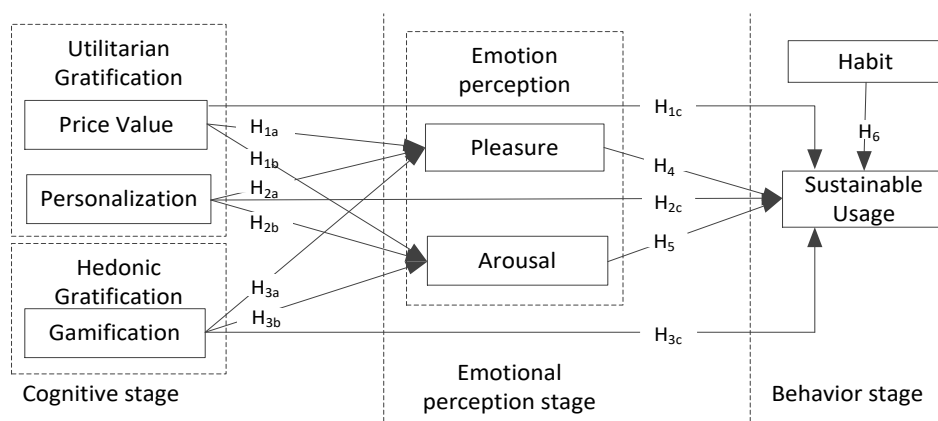 Utilitarian
Gratification
Price Value
Personalization
Hedonic
Gratification
Gamification
Cognitive stage
H1a
H1b
H2a
H2b
H3a
H3b
Emotion
perception
Pleasure
Arousal
Emotional
perception stage
H1c
H4
H2c
H5
H3c
Habit
H6
Sustainable
Usage
Behavior stage